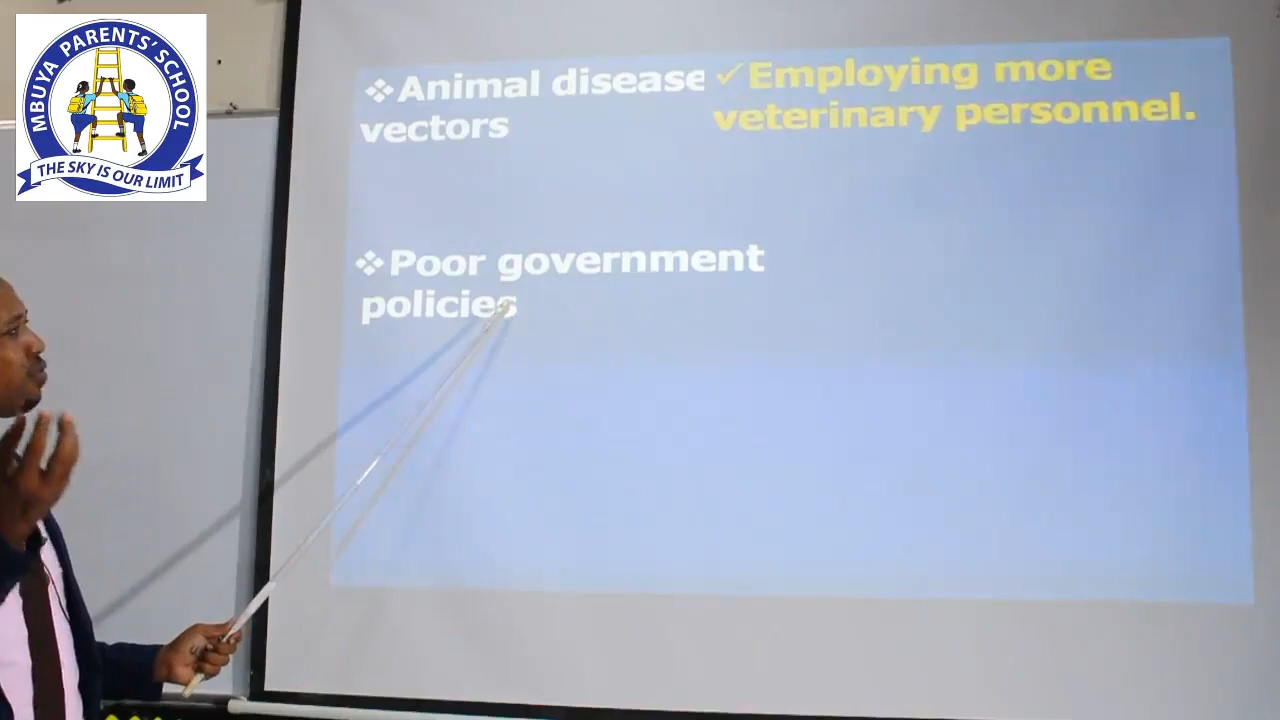 MBUYA PARENTS' SCHOOL
THE SKY IS OUR LIMIT
❖Animal disease
vectors
✓Employing more
veterinary personnel.
❖Poor government
policies